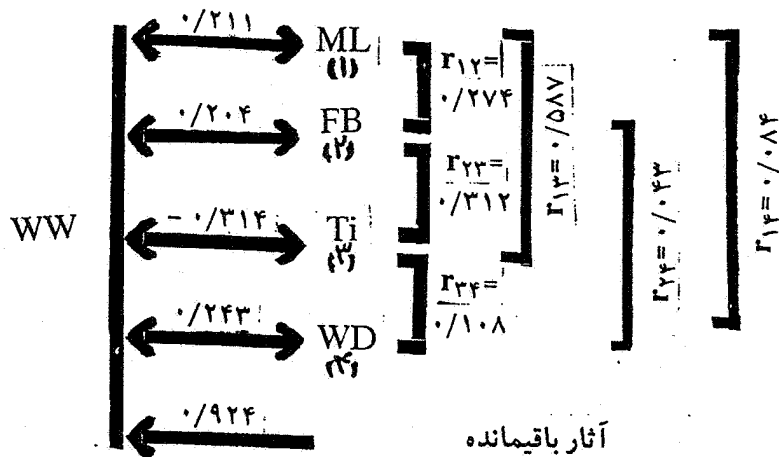 ۰/۲۱۱
ML
(۱)
r۱۲=
۰/۲۷۴
۰/۲۰۴
FB
(۲)
r۲۳=
۰/۳۱۲
r۱۳=۰/۵۸۷
WW
-۰/۳۱۴
Ti
(۳)
r۲۴=۰/۰۴۳
r۱۴=۰/۰۸۴
r۳۴=
۰/۱۰۸
۰/۲۴۳
WD
(۴)
۰/۹۲۴
آثار باقیمانده